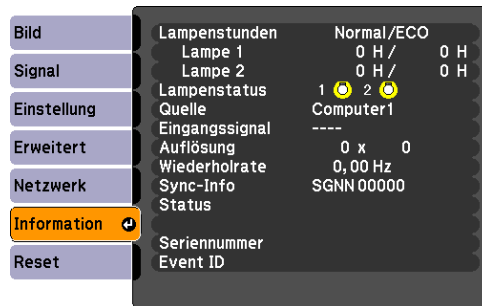 Bild
Signal
Einstellung
Erweitert
Netzwerk
Information
Reset
Lampenstunden Normal/ECO
Lampe 1 0 H/ 0 H
Lampe 2 0 H/ 0 H
Lampenstatus 1 2
Quelle Computer1
Eingangssignal ----
Auflösung 0 x 0
Wiederholrate 0,00 Hz
Sync-Info SGNN 00000
Status
Seriennummer
Event ID